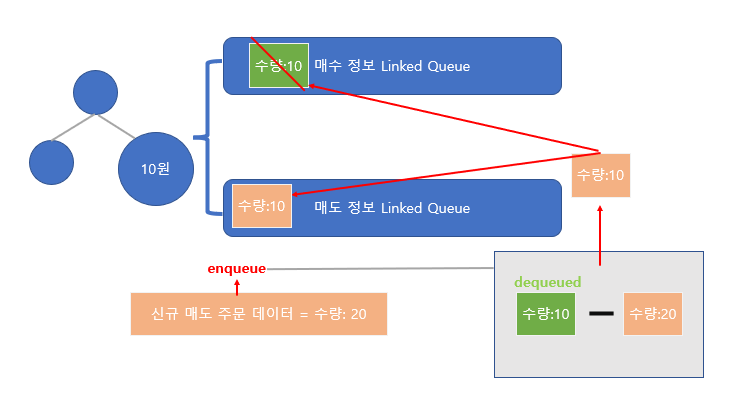 수량:10 매수 정보 Linked Queue
10원
수량:10
수량:10 매도 정보 Linked Queue
enqueue
dequeued
신규 매도 주문 데이터 = 수량: 20
수량:10
수량:20